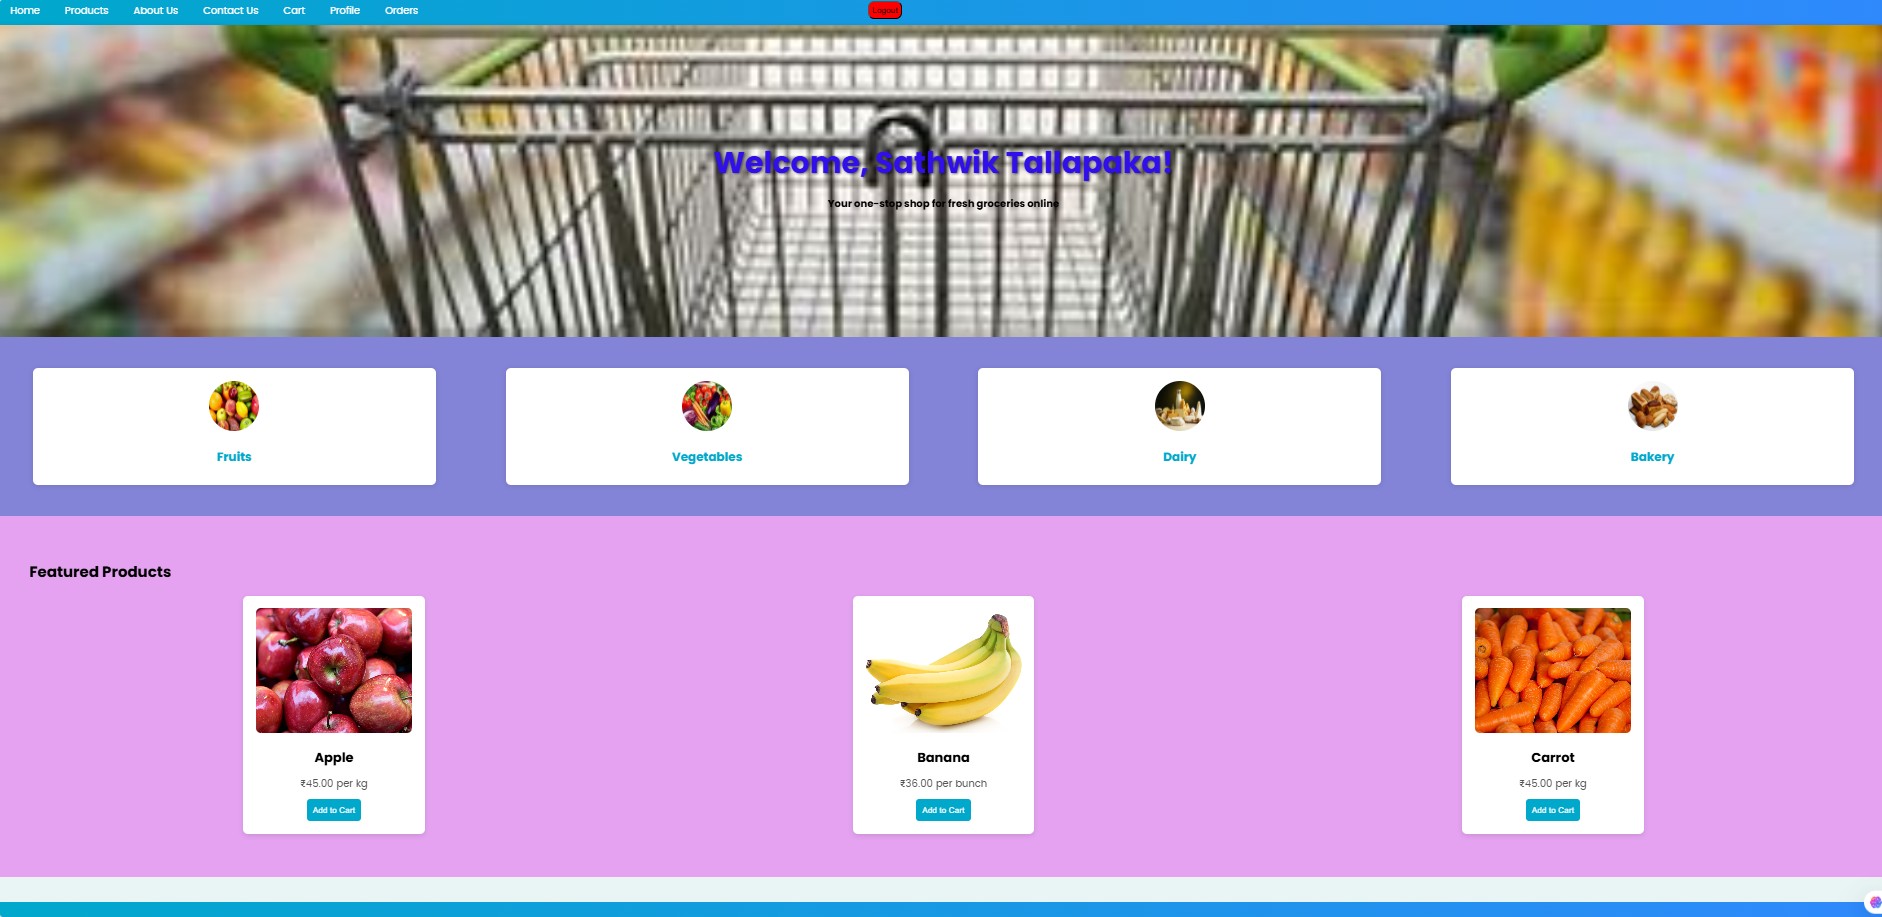 Home Products About Us Contact Us Cart Profile Orders Logout
Welcome, Sathwik Tallapaka!
Your one-stop shop for fresh groceries online
Fruits Vegetables Dairy Bakery
Featured Products
Apple Banana Carrot
₹45.00 per kg ₹36.00 per bunch ₹45.00 per kg
Add to Cart Add to Cart Add to Cart